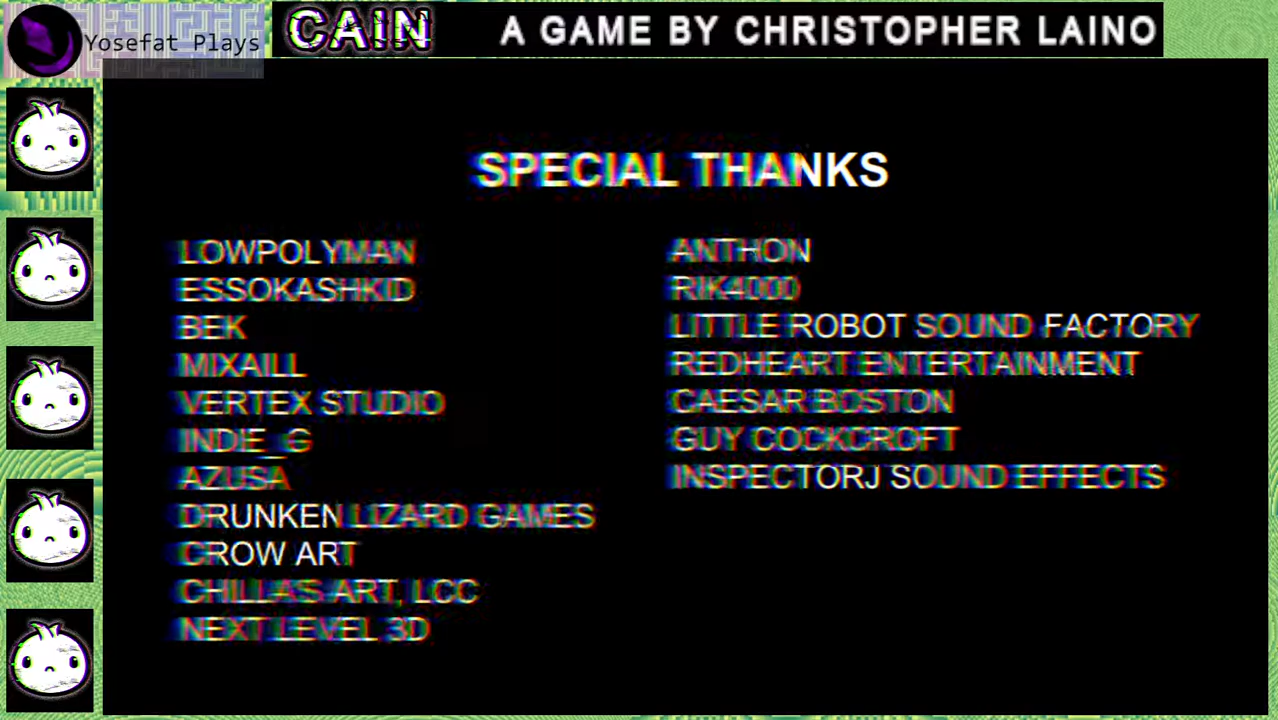 Yosefat Plays
CAIN
A GAME BY CHRISTOPHER LAINO
SPECIAL THANKS
LOWPOLYMAN
ESSOKASHKID
BEK
MIXAILL
VERTEX STUDIO
INDIE_G
AZUSA
DRUNKEN LIZARD GAMES
CROW ART
CHILLA'S ART, LCC
NEXT LEVEL 3D
ANTHON
RIK4000
LITTLE ROBOT SOUND FACTORY
REDHEART ENTERTAINMENT
CAESAR BOSTON
GUY COCKCROFT
INSPECTORJ SOUND EFFECTS